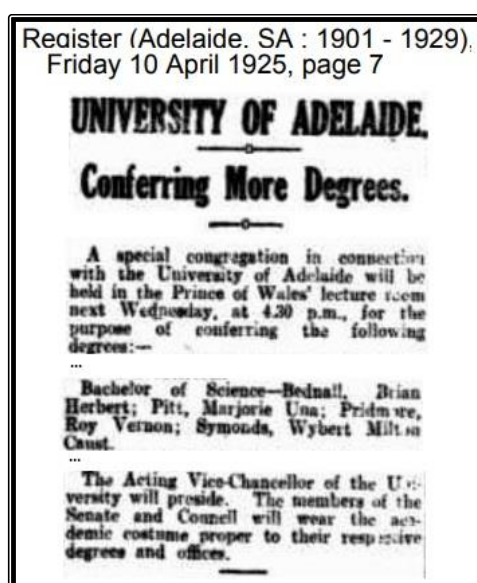 Register (Adelaide, SA : 1901 - 1929),
Friday 10 April 1925, page 7
UNIVERSITY OF ADELAIDE.
Conferring More Degrees.
A special congregation in connection
with the University of Adelaide will be
held in the Prince of Wales' lecture room
next Wednesday, at 4.30 p.m., for the
purpose of conferring the following
degrees:—
...
Bachelor of Science—Bednall, Brian
Herbert; Pitt, Marjorie Una; Pridmore,
Roy Vernon; Symonds, Wybert Milton
Caust.
...
The Acting Vice-Chancellor of the Uni-
versity will preside. The members of the
Senate and Council will wear the aca-
demic costume proper to their respective
degrees and offices.